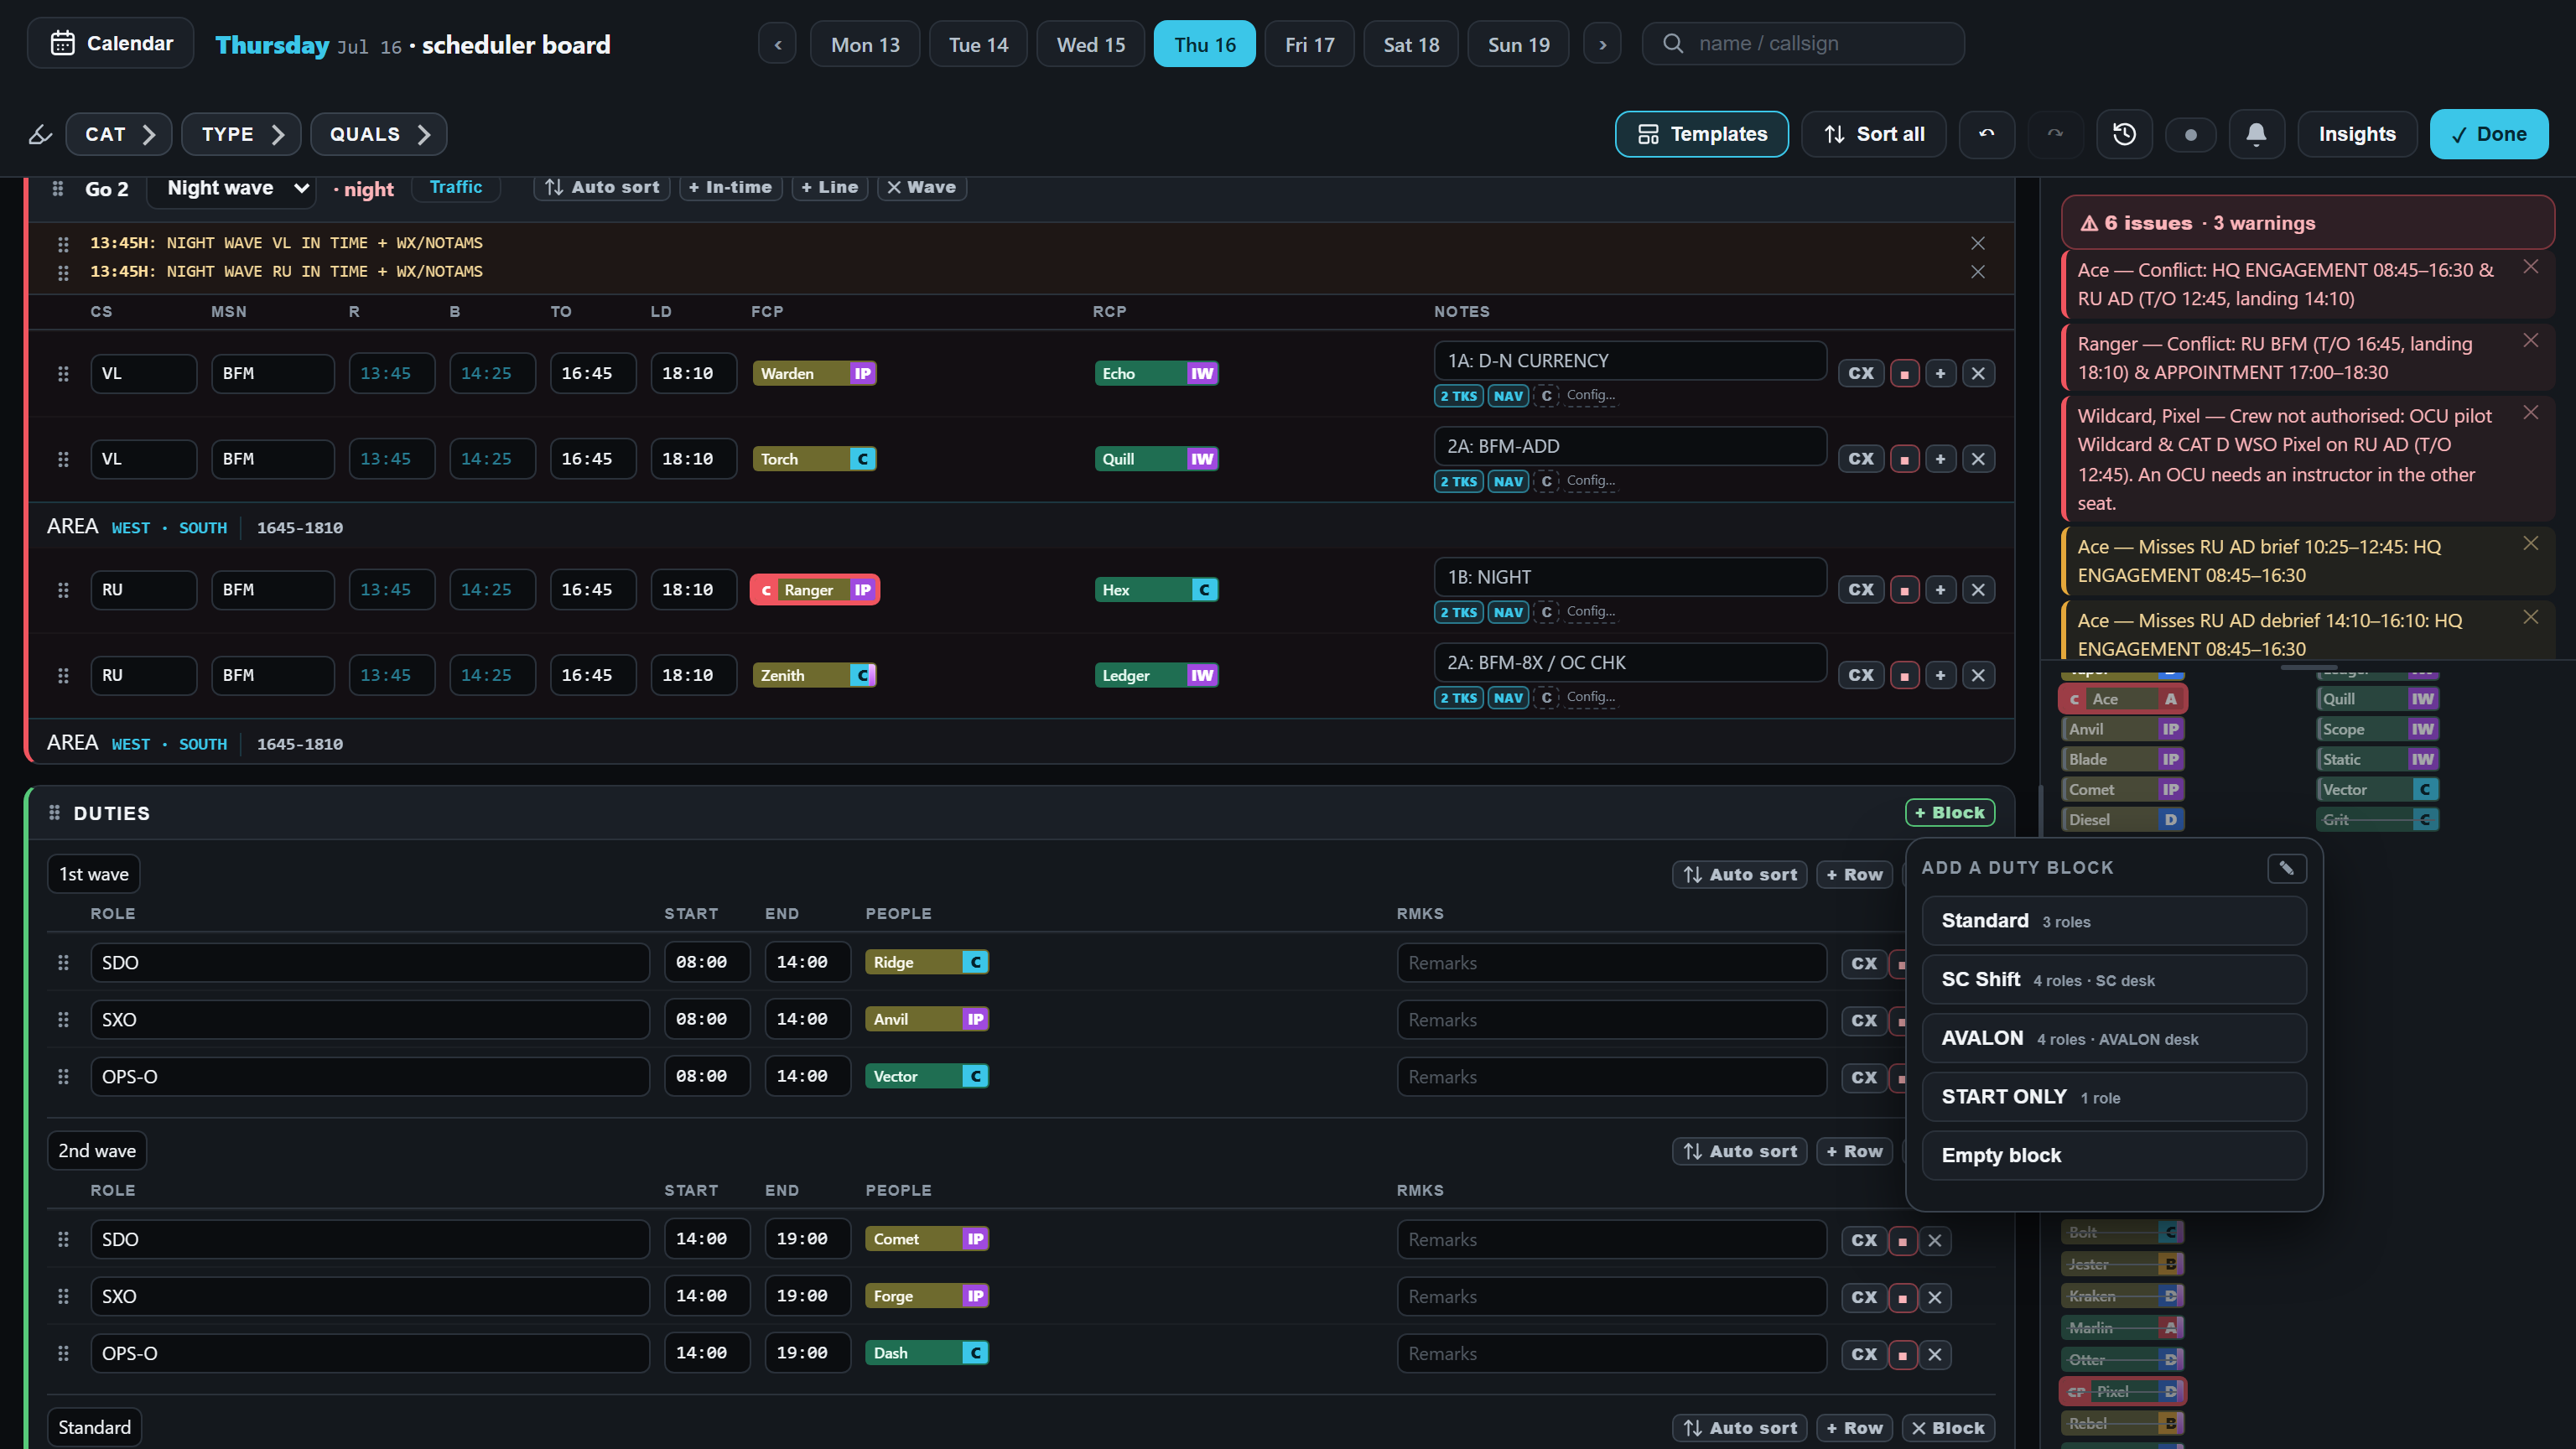 Calendar
Thursday Jul 16 · scheduler board
‹ Mon 13 Tue 14 Wed 15 Thu 16 Fri 17 Sat 18 Sun 19 ›
name / callsign
CAT TYPE QUALS
Templates Sort all Insights ✓ Done
Go 2 Night wave · night Traffic Auto sort + In-time + Line × Wave
13:45H: NIGHT WAVE VL IN TIME + WX/NOTAMS
13:45H: NIGHT WAVE RU IN TIME + WX/NOTAMS
CS MSN R B TO LD FCP RCP NOTES
VL BFM 13:45 14:25 16:45 18:10 Warden IP Echo IW 1A: D-N CURRENCY CX + ×
2 TKS NAV C Config...
VL BFM 13:45 14:25 16:45 18:10 Torch C Quill IW 2A: BFM-ADD CX + ×
2 TKS NAV C Config...
AREA WEST · SOUTH 1645-1810
RU BFM 13:45 14:25 16:45 18:10 C Ranger IP Hex C 1B: NIGHT CX + ×
2 TKS NAV C Config...
RU BFM 13:45 14:25 16:45 18:10 Zenith C Ledger IW 2A: BFM-8X / OC CHK CX + ×
2 TKS NAV C Config...
AREA WEST · SOUTH 1645-1810
DUTIES + Block
1st wave Auto sort + Row
ROLE START END PEOPLE RMKS
SDO 08:00 14:00 Ridge C Remarks CX
SXO 08:00 14:00 Anvil IP Remarks CX
OPS-O 08:00 14:00 Vector C Remarks CX
2nd wave Auto sort + Row
ROLE START END PEOPLE RMKS
SDO 14:00 19:00 Comet IP Remarks CX ×
SXO 14:00 19:00 Forge IP Remarks CX ×
OPS-O 14:00 19:00 Dash C Remarks CX ×
Standard Auto sort + Row × Block
⚠ 6 issues · 3 warnings
Ace — Conflict: HQ ENGAGEMENT 08:45–16:30 &
RU AD (T/O 12:45, landing 14:10)
Ranger — Conflict: RU BFM (T/O 16:45, landing
18:10) & APPOINTMENT 17:00–18:30
Wildcard, Pixel — Crew not authorised: OCU pilot
Wildcard & CAT D WSO Pixel on RU AD (T/O
12:45). An OCU needs an instructor in the other
seat.
Ace — Misses RU AD brief 10:25–12:45: HQ
ENGAGEMENT 08:45–16:30
Ace — Misses RU AD debrief 14:10–16:10: HQ
ENGAGEMENT 08:45–16:30
C Ace A Quill IW
Anvil IP Scope IW
Blade IP Static IW
Comet IP Vector C
Diesel D Grit C
ADD A DUTY BLOCK
Standard 3 roles
SC Shift 4 roles · SC desk
AVALON 4 roles · AVALON desk
START ONLY 1 role
Empty block
Bolt C
Jester B
Kraken D
Marlin A
Otter D
CP Pixel D
Rebel B